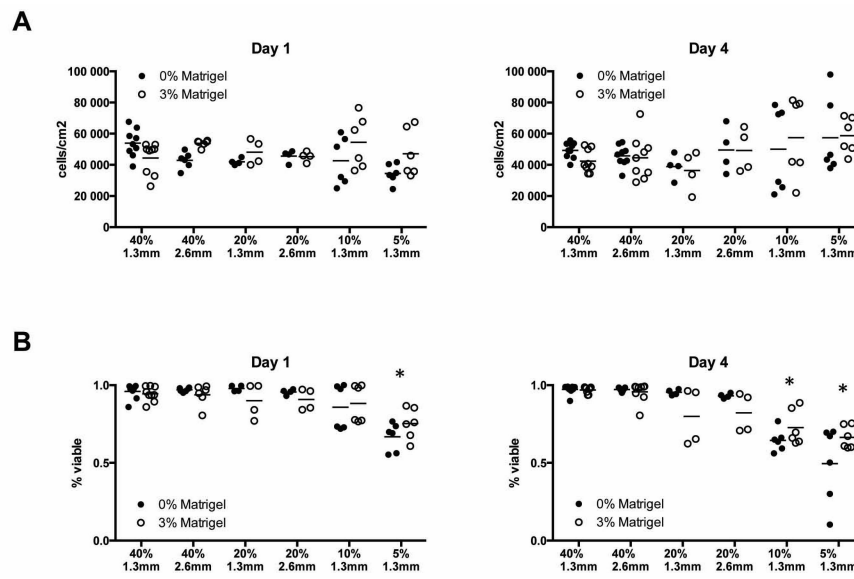 A
Day 1
Day 4
100 000
80 000
60 000
40 000
20 000
0
cells/cm2
0% Matrigel
3% Matrigel
40% 40% 20% 20% 10% 5%
1.3mm 2.6mm 1.3mm 2.6mm 1.3mm 1.3mm
100 000
80 000
60 000
40 000
20 000
0
cells/cm2
0% Matrigel
3% Matrigel
40% 40% 20% 20% 10% 5%
1.3mm 2.6mm 1.3mm 2.6mm 1.3mm 1.3mm
B
Day 1
Day 4
1.0
0.5
0.0
% viable
*
0% Matrigel
3% Matrigel
40% 40% 20% 20% 10% 5%
1.3mm 2.6mm 1.3mm 2.6mm 1.3mm 1.3mm
1.0
0.5
0.0
% viable
* *
0% Matrigel
3% Matrigel
40% 40% 20% 20% 10% 5%
1.3mm 2.6mm 1.3mm 2.6mm 1.3mm 1.3mm